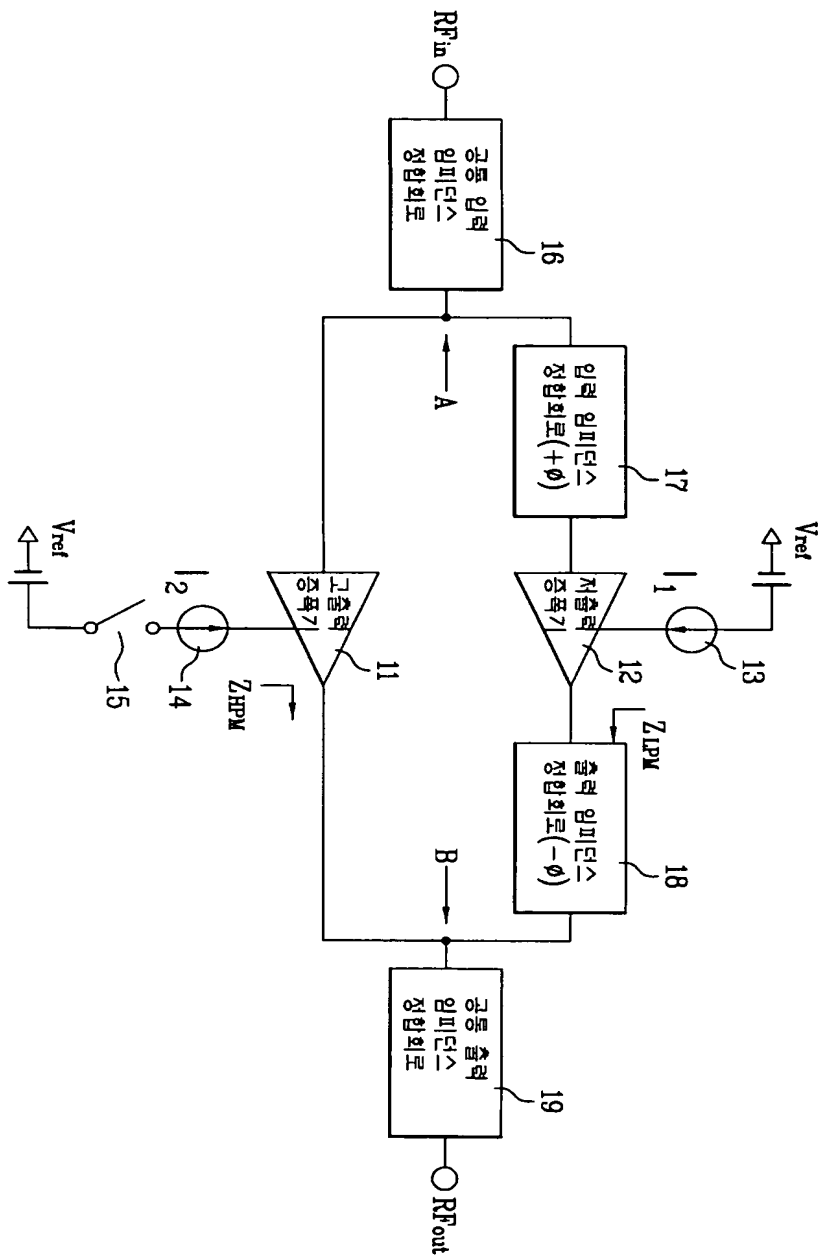 Vref
I1
13
17
12
ZLPM
18
입력 임피던스
정합회로(+ø)
저출력
증폭기
출력 임피던스
정합회로(-ø)
RFin
16
공통 입력
임피던스
정합회로
A
B
19
공통 출력
임피던스
정합회로
RFout
고출력
증폭기
11
ZHPM
I2
14
15
Vref